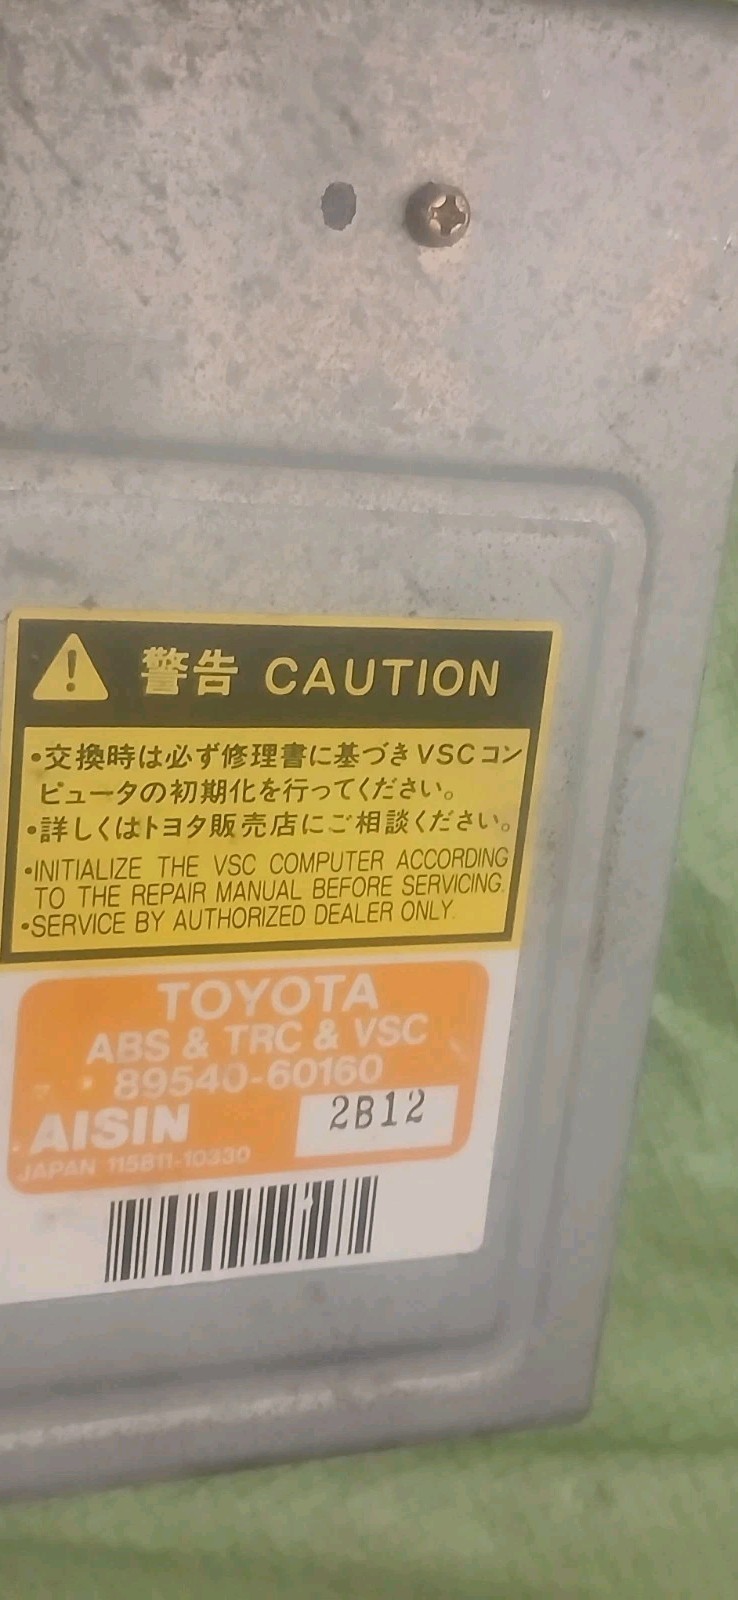 警告 CAUTION
・交換時は必ず修理書に基づきVSCコン
ピュータの初期化を行ってください。
・詳しくはトヨタ販売店にご相談ください。
・INITIALIZE THE VSC COMPUTER ACCORDING
TO THE REPAIR MANUAL BEFORE SERVICING.
・SERVICE BY AUTHORIZED DEALER ONLY.
TOYOTA
ABS & TRC & VSC
89540-60160
AISIN 2B12
JAPAN 115811-10330